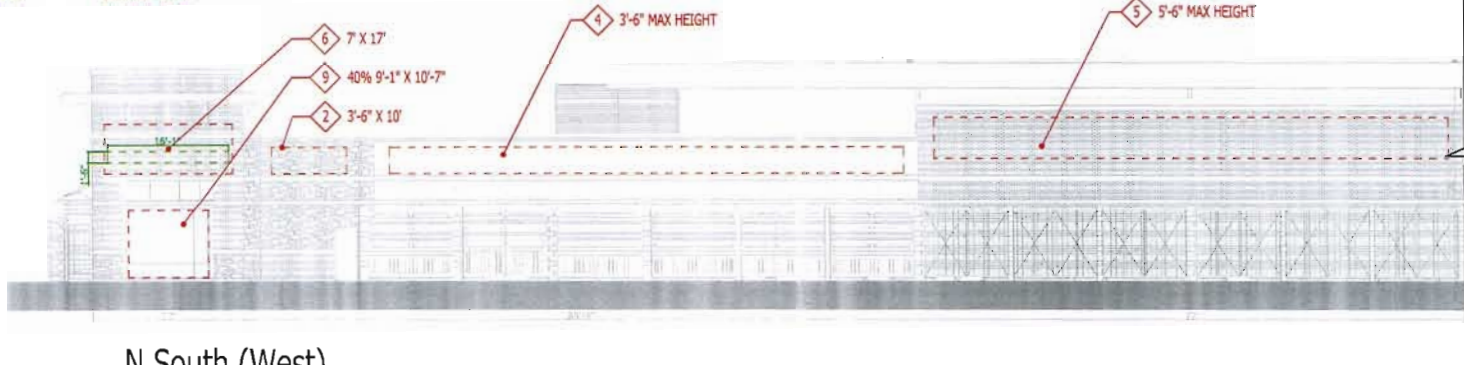 5 5'-6" MAX HEIGHT
4 3'-6" MAX HEIGHT
6 7' X 17'
9 40% 9'-1" X 10'-7"
2 3'-6" X 10'
N South (West)